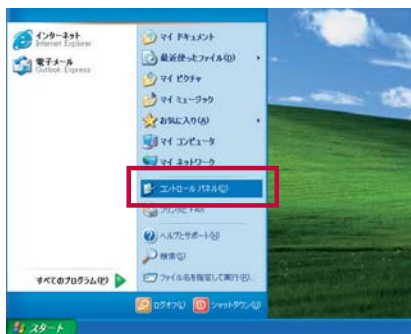 インターネット
Internet Explorer
電子メール
Outlook Express
すべてのプログラム(P)
マイ ドキュメント
最近使ったファイル(D)
マイ ピクチャ
マイ ミュージック
お気に入り(A)
マイ コンピュータ
マイ ネットワーク
コントロール パネル(C)
プリンタと FAX
ヘルプとサポート(H)
検索(S)
ファイル名を指定して実行(R)...
ログオフ(L)
シャットダウン(U)
スタート